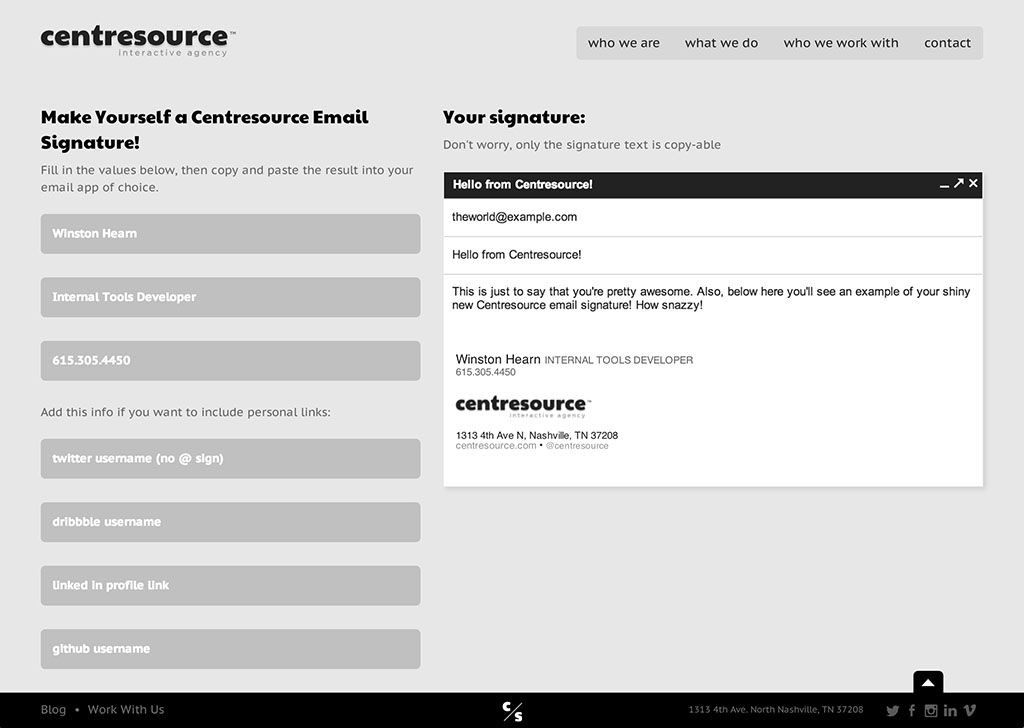 centresource™
interactive agency
who we are what we do who we work with contact
Make Yourself a Centresource Email
Signature!
Fill in the values below, then copy and paste the result into your
email app of choice.
Winston Hearn
Internal Tools Developer
615.305.4450
Add this info if you want to include personal links:
twitter username (no @ sign)
dribbble username
linked in profile link
github username
Your signature:
Don't worry, only the signature text is copy-able
Hello from Centresource!
theworld@example.com
Hello from Centresource!
This is just to say that you're pretty awesome. Also, below here you'll see an example of your shiny
new Centresource email signature! How snazzy!
Winston Hearn INTERNAL TOOLS DEVELOPER
615.305.4450
centresource™
interactive agency
1313 4th Ave N, Nashville, TN 37208
centresource.com • @centresource
Blog • Work With Us
C/S
1313 4th Ave. North Nashville, TN 37208